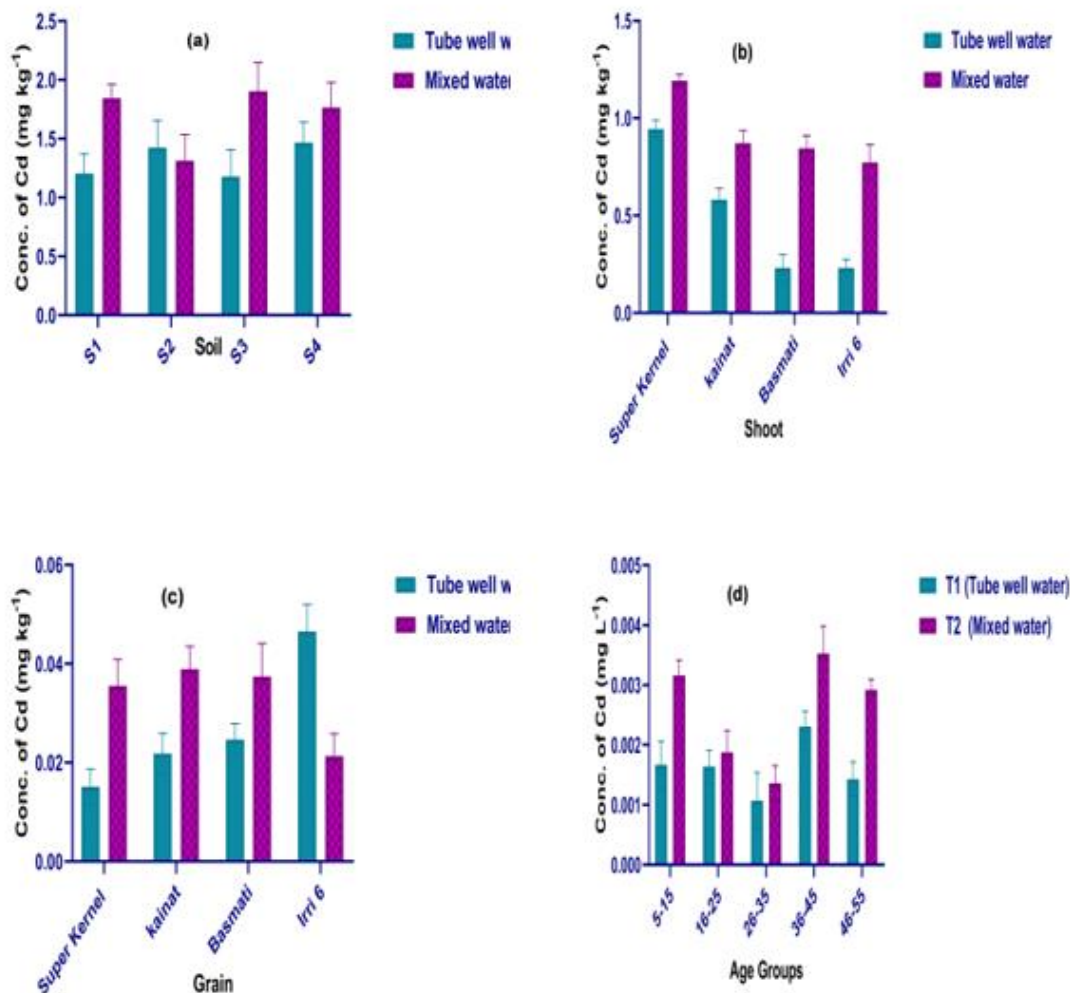 (a)
Tube well w
Mixed water
Conc. of Cd (mg kg⁻¹)
2.5
2.0
1.5
1.0
0.5
0.0
S1
S2
S3
S4
Soil
(b)
Tube well water
Mixed water
Conc. of Cd (mg kg⁻¹)
1.5
1.0
0.5
0.0
Super Kernel
kainat
Basmati
Irri 6
Shoot
(c)
Tube well w
Mixed water
Conc. of Cd (mg kg⁻¹)
0.06
0.04
0.02
0.00
Super Kernel
kainat
Basmati
Irri 6
Grain
(d)
T1 (Tube well water)
T2 (Mixed water)
Conc. of Cd (mg L⁻¹)
0.005
0.004
0.003
0.002
0.001
0.000
5-15
16-25
26-35
36-45
46-55
Age Groups